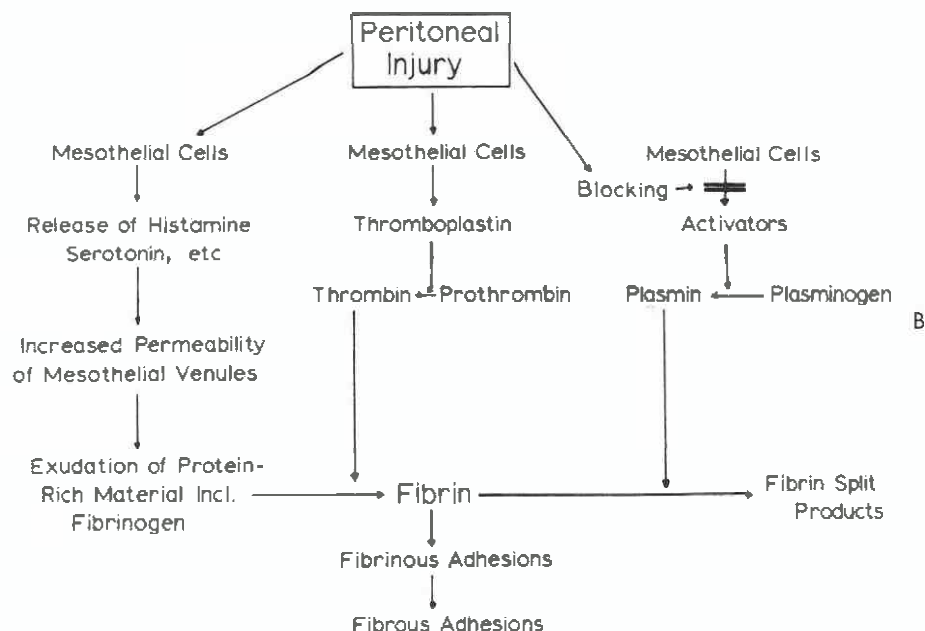 Peritoneal
Injury
Mesothelial Cells
Mesothelial Cells
Mesothelial Cells
Blocking
Release of Histamine
Serotonin, etc
Thromboplastin
Activators
Thrombin
Prothrombin
Plasmin
Plasminogen
B
Increased Permeability
of Mesothelial Venules
Exudation of Protein-
Rich Material Incl.
Fibrinogen
Fibrin
Fibrin Split
Products
Fibrinous Adhesions
Fibrous Adhesions